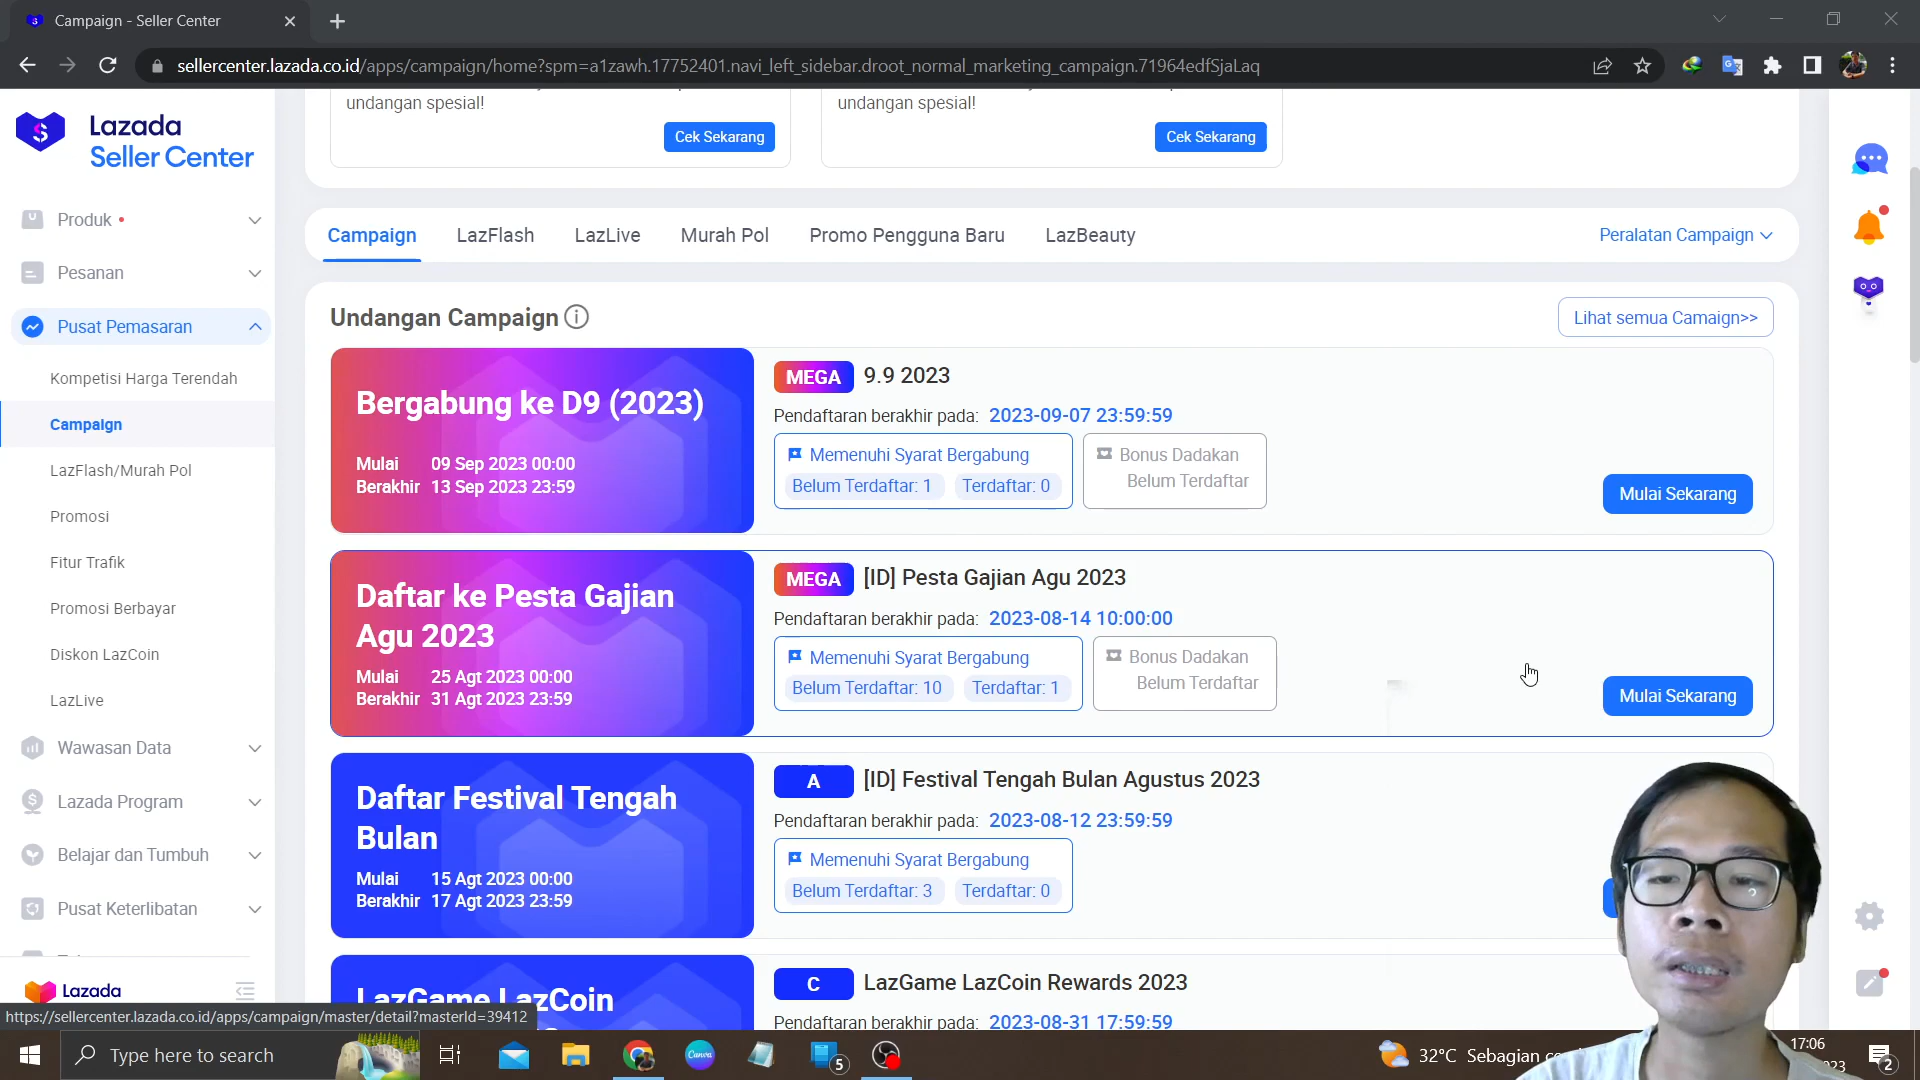 Campaign - Seller Center
sellercenter.lazada.co.id/apps/campaign/home?spm=a1zawh.17752401.navi_left_sidebar.droot_normal_marketing_campaign.71964edfSjaLaq
Lazada
Seller Center
Produk
Pesanan
Pusat Pemasaran
Kompetisi Harga Terendah
Campaign
LazFlash/Murah Pol
Promosi
Fitur Trafik
Promosi Berbayar
Diskon LazCoin
LazLive
Wawasan Data
Lazada Program
Belajar dan Tumbuh
Pusat Keterlibatan
Lazada
undangan spesial!
Cek Sekarang
undangan spesial!
Cek Sekarang
Campaign LazFlash LazLive Murah Pol Promo Pengguna Baru LazBeauty Peralatan Campaign
Undangan Campaign
Lihat semua Camaign>>
Bergabung ke D9 (2023)
Mulai 09 Sep 2023 00:00
Berakhir 13 Sep 2023 23:59
MEGA 9.9 2023
Pendaftaran berakhir pada: 2023-09-07 23:59:59
Memenuhi Syarat Bergabung
Belum Terdaftar: 1 Terdaftar: 0
Bonus Dadakan
Belum Terdaftar
Mulai Sekarang
Daftar ke Pesta Gajian
Agu 2023
Mulai 25 Agt 2023 00:00
Berakhir 31 Agt 2023 23:59
MEGA [ID] Pesta Gajian Agu 2023
Pendaftaran berakhir pada: 2023-08-14 10:00:00
Memenuhi Syarat Bergabung
Belum Terdaftar: 10 Terdaftar: 1
Bonus Dadakan
Belum Terdaftar
Mulai Sekarang
Daftar Festival Tengah
Bulan
Mulai 15 Agt 2023 00:00
Berakhir 17 Agt 2023 23:59
A [ID] Festival Tengah Bulan Agustus 2023
Pendaftaran berakhir pada: 2023-08-12 23:59:59
Memenuhi Syarat Bergabung
Belum Terdaftar: 3 Terdaftar: 0
LazGame LazCoin
C LazGame LazCoin Rewards 2023
Pendaftaran berakhir pada: 2023-08-31 17:59:59
https://sellercenter.lazada.co.id/apps/campaign/master/detail?masterId=39412
Type here to search
Canva
5
32°C Sebagian
17:06
2